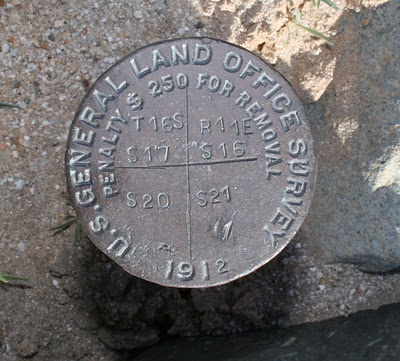 U.S. GENERAL LAND OFFICE SURVEY
PENALTY $ 250 FOR REMOVAL
T16S R11E
S17 S16
S20 S21
1912